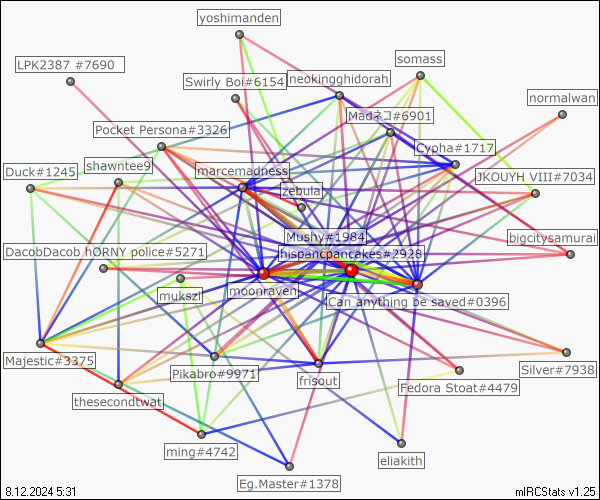 yoshimanden
somass
LPK2387 #7690
Swirly Boi#6154
neokingghidorah
normalwan
Madネコ#6901
Pocket Persona#3326
Cypha#1717
Duck#1245
shawntee9
marcemadness
JKOUYH VIII#7034
zebula
Mushy#1984
bigcitysamurai
DacobDacob hORNY police#5271
hispancpancakes#2928
mukszi
moonraven
Can anything be saved#0396
Majestic#3375
Pikabro#9971
frisout
Fedora Stoat#4479
Silver#7938
thesecondtwat
ming#4742
eliakith
Eg.Master#1378
8.12.2024 5:31
mIRCStats v1.25